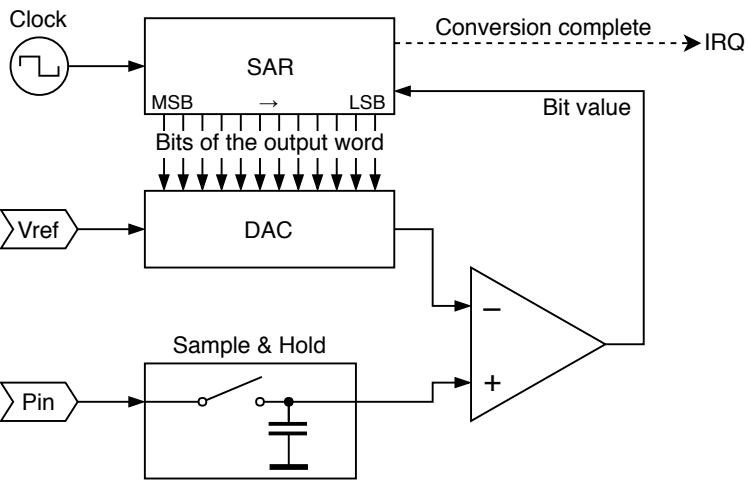 Clock
Conversion complete
IRQ
SAR
MSB → LSB
Bit value
Bits of the output word
Vref
DAC
−
Sample & Hold
+
Pin